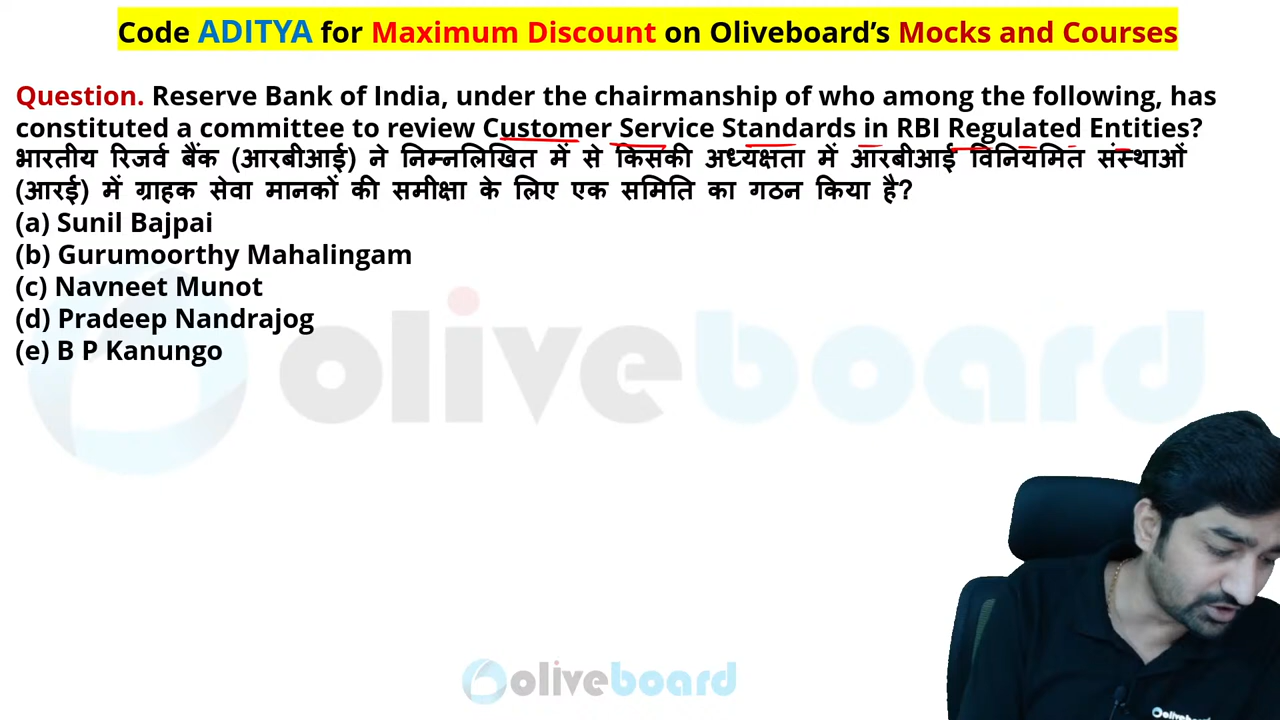 Code ADITYA for Maximum Discount on Oliveboard's Mocks and Courses
Question. Reserve Bank of India, under the chairmanship of who among the following, has
constituted a committee to review Customer Service Standards in RBI Regulated Entities?
भारतीय रिजर्व बैंक (आरबीआई) ने निम्नलिखित में से किसकी अध्यक्षता में आरबीआई विनियमित संस्थाओं
(आरई) में ग्राहक सेवा मानकों की समीक्षा के लिए एक समिति का गठन किया है?
(a) Sunil Bajpai
(b) Gurumoorthy Mahalingam
(c) Navneet Munot
(d) Pradeep Nandrajog
(e) B P Kanungo
oliveboard
oliveboard